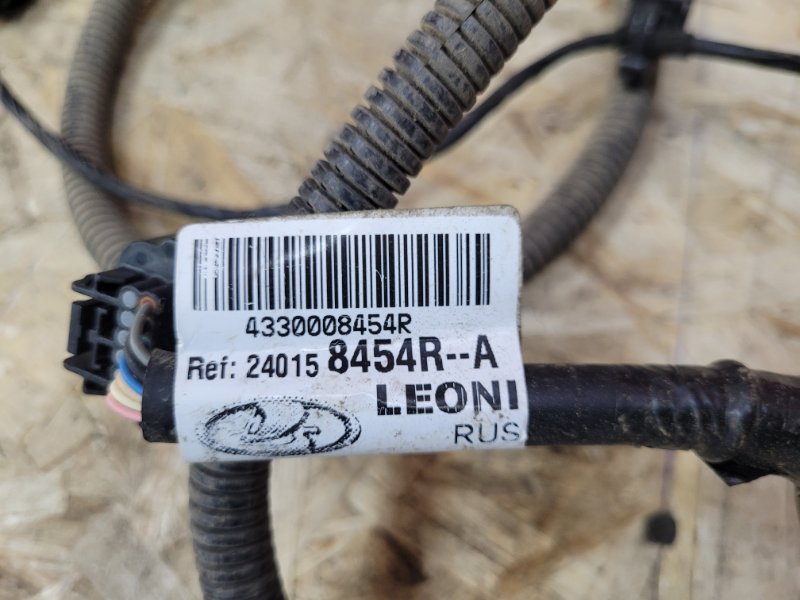 4330008454R
Ref: 24015 8454R--A
LEONI
RUS